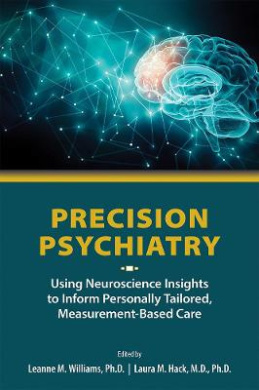 PRECISION
PSYCHIATRY
Using Neuroscience Insights
to Inform Personally Tailored,
Measurement-Based Care
Edited by
Leanne M. Williams, Ph.D. | Laura M. Hack, M.D., Ph.D.